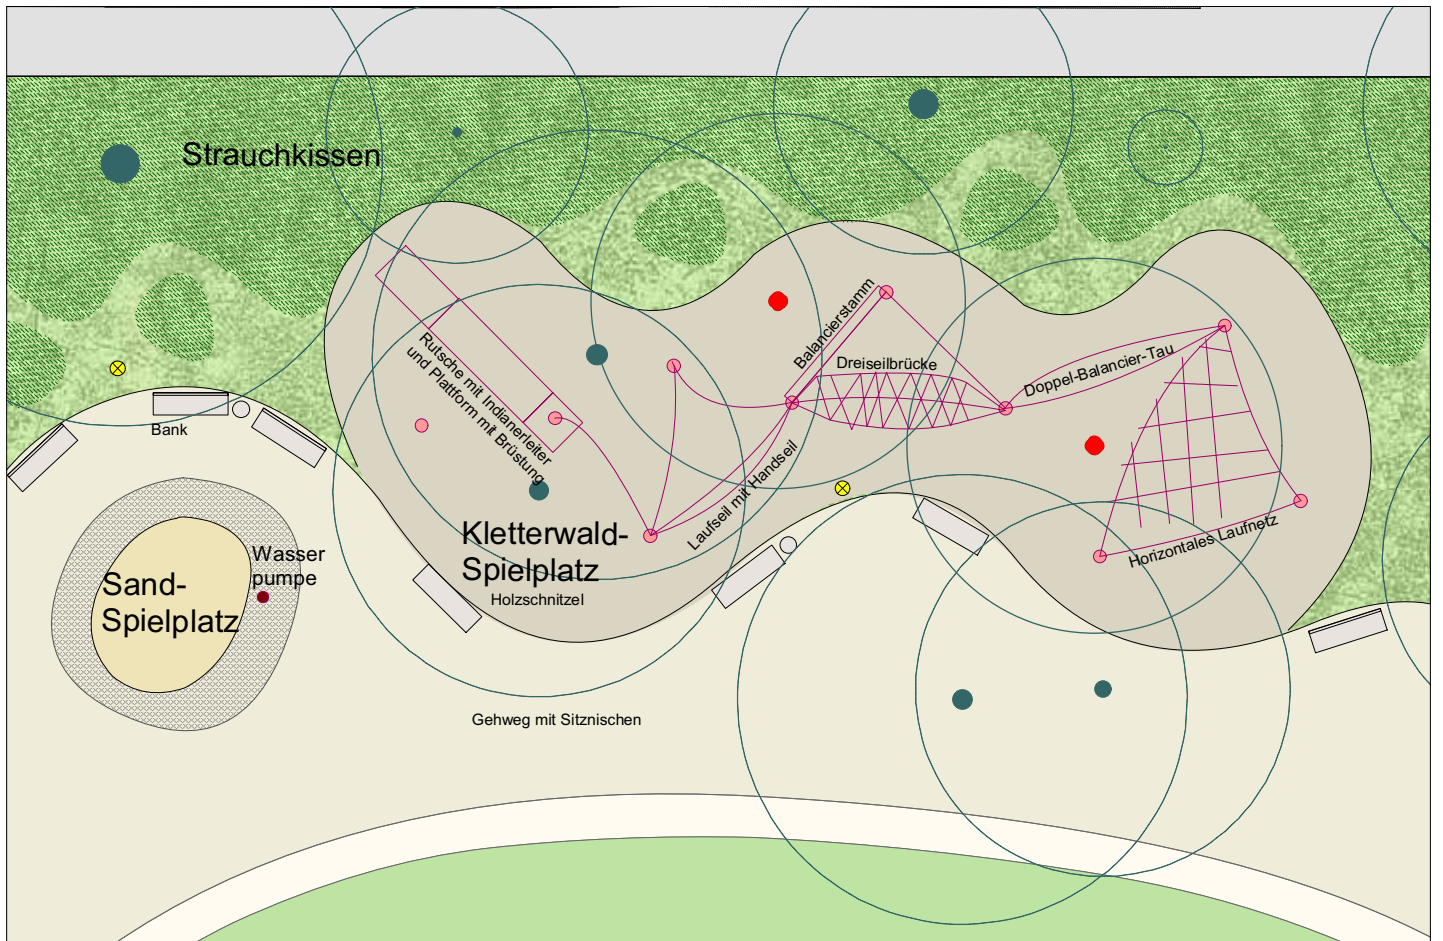 Strauchkissen
Bank
Rutsche mit Indianerleiter
und Plattform mit Brüstung
Balancierstamm
Dreiseilbrücke
Doppel-Balancier-Tau
Laufseil mit Handseil
Horizontales Laufnetz
Kletterwald-
Spielplatz
Holzschnitzel
Wasser
pumpe
Sand-
Spielplatz
Gehweg mit Sitznischen